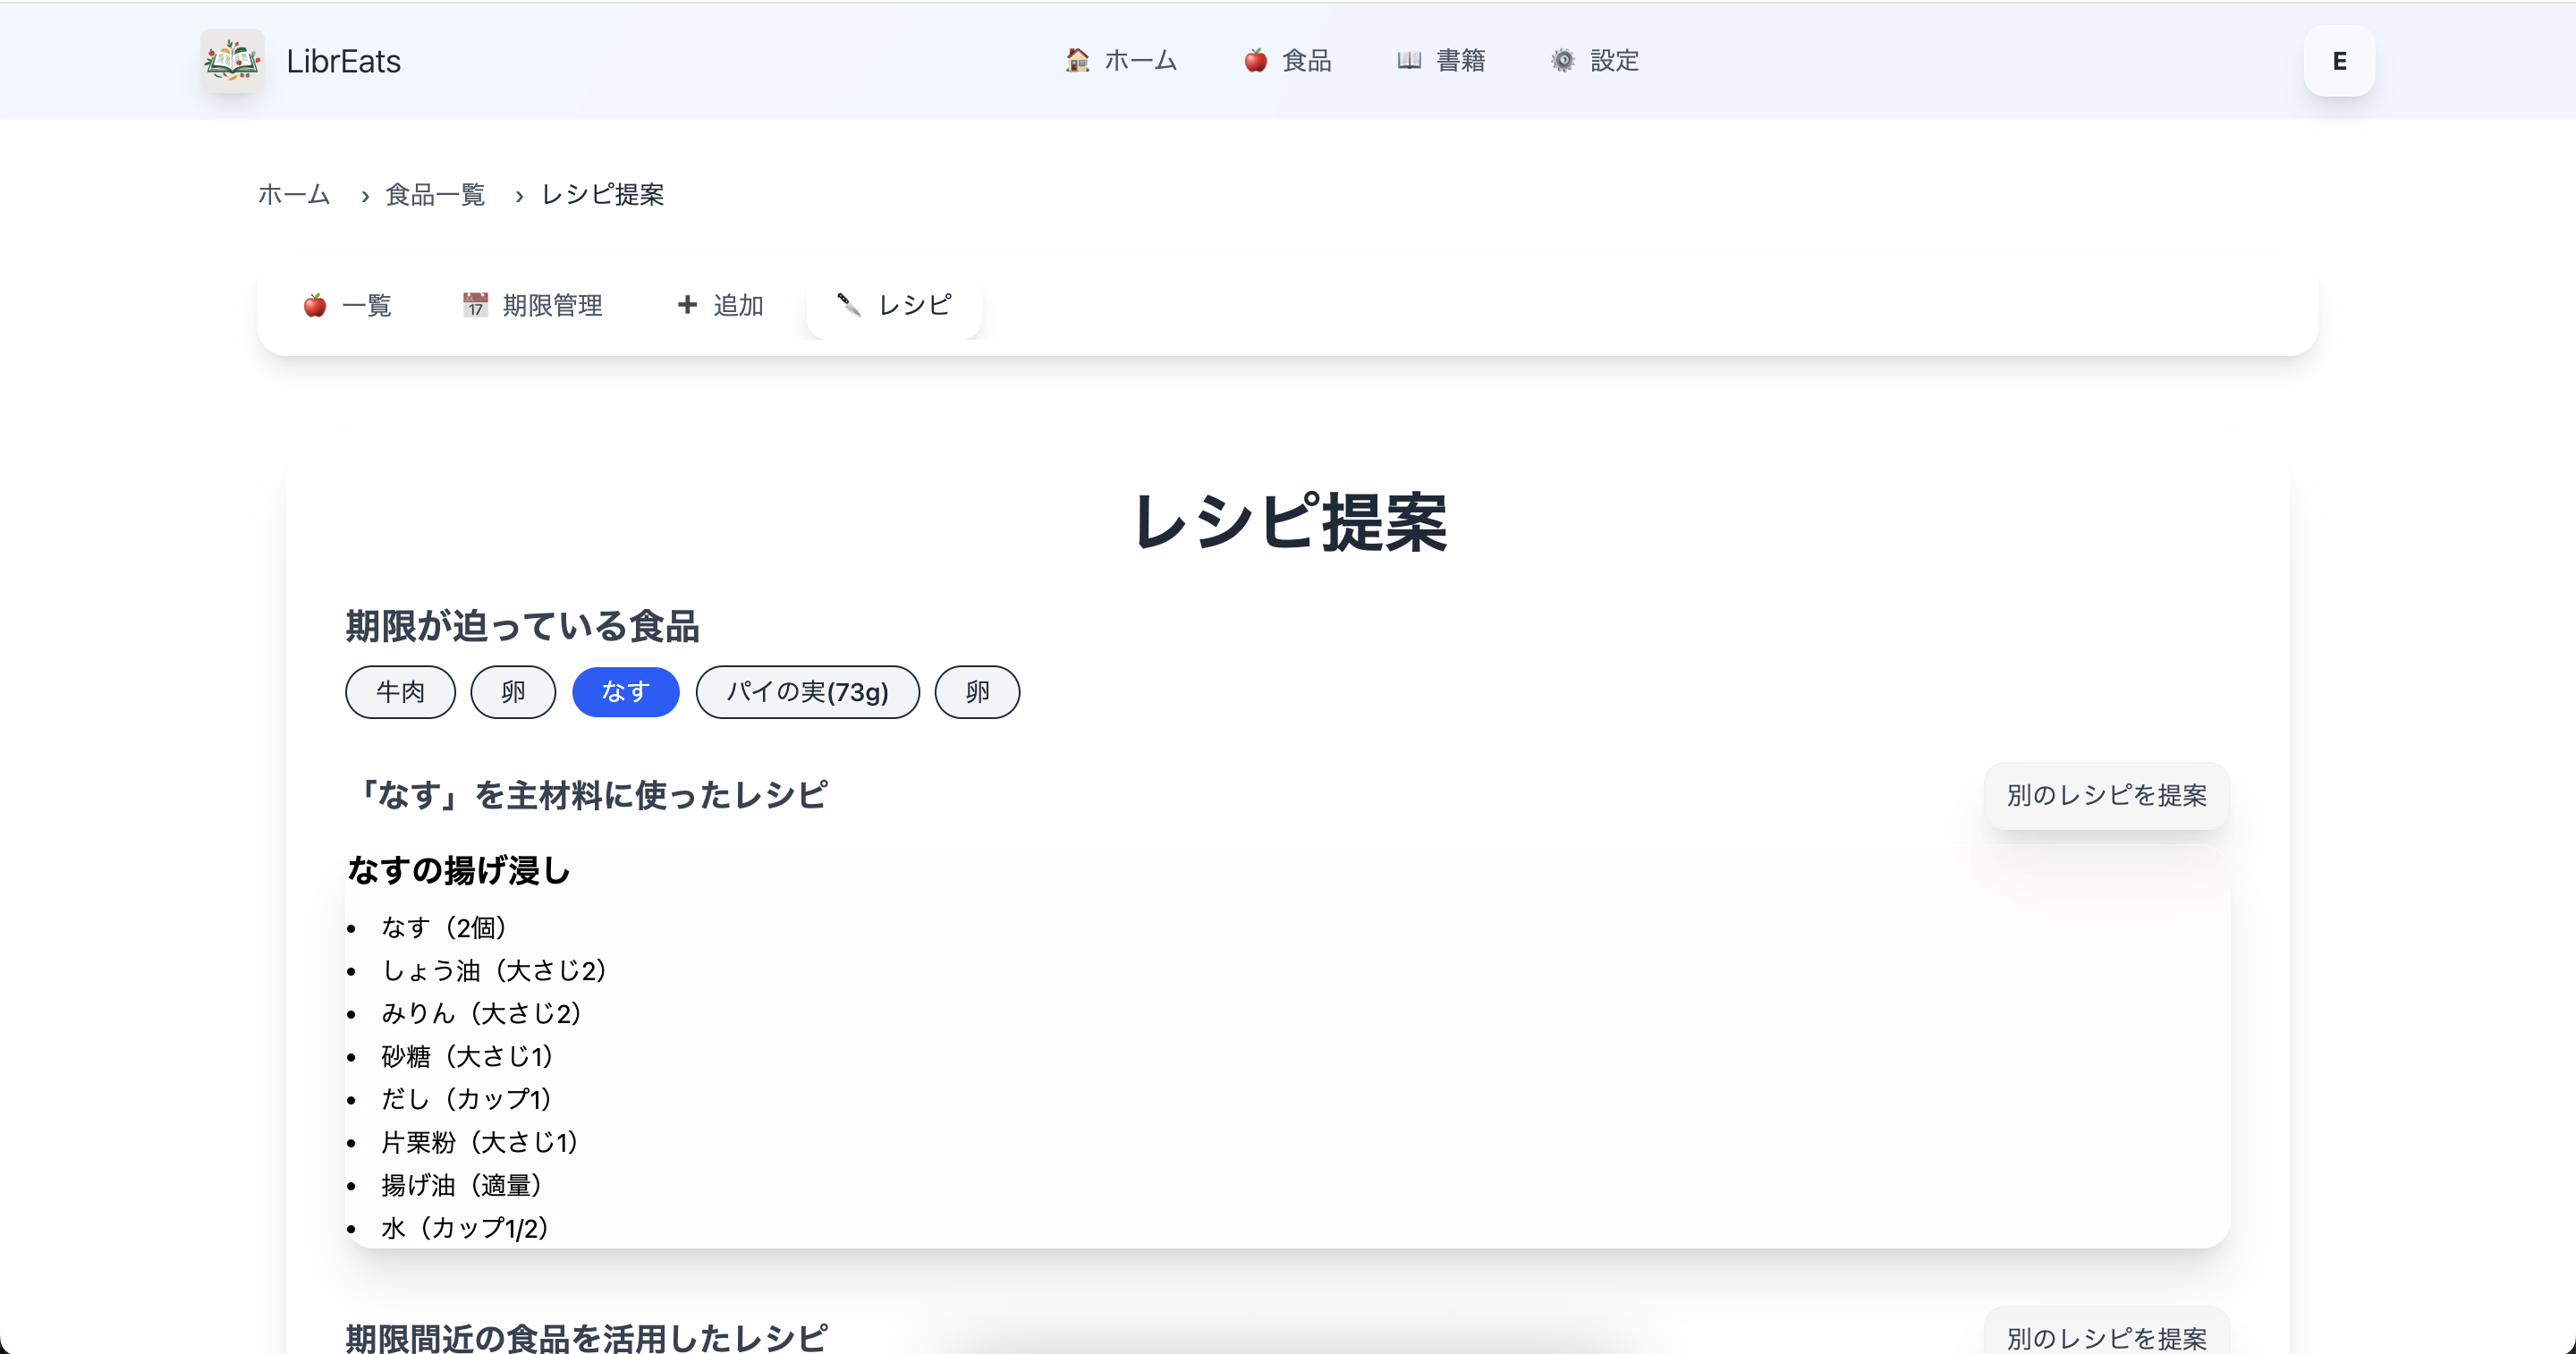 LibrEats
ホーム 食品 書籍 設定
E
ホーム › 食品一覧 › レシピ提案
一覧 17 期限管理 追加 レシピ
レシピ提案
期限が迫っている食品
牛肉 卵 なす パイの実(73g) 卵
「なす」を主材料に使ったレシピ
別のレシピを提案
なすの揚げ浸し
• なす（2個）
• しょう油（大さじ2）
• みりん（大さじ2）
• 砂糖（大さじ1）
• だし（カップ1）
• 片栗粉（大さじ1）
• 揚げ油（適量）
• 水（カップ1/2）
期限間近の食品を活用したレシピ
別のレシピを提案